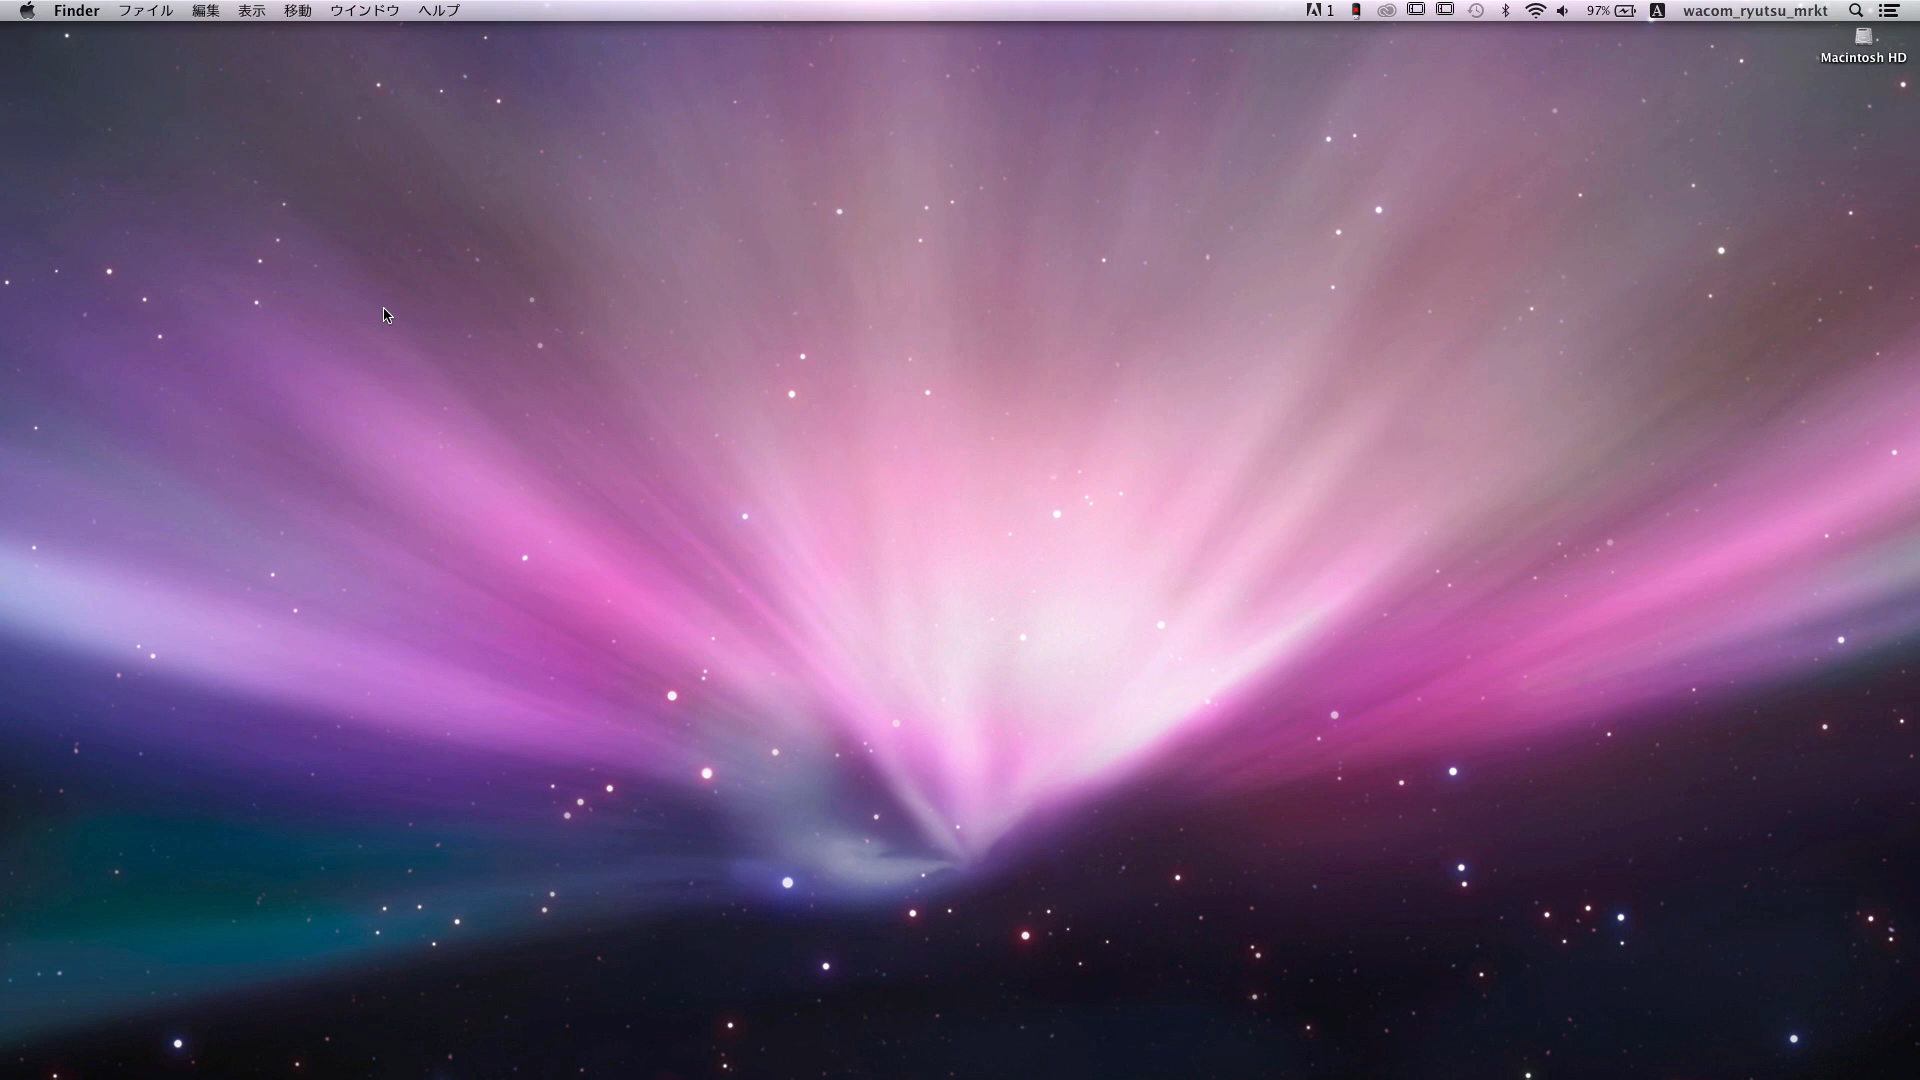 Finder ファイル 編集 表示 移動 ウインドウ ヘルプ 1 97% A wacom_ryutsu_mrkt
Macintosh HD